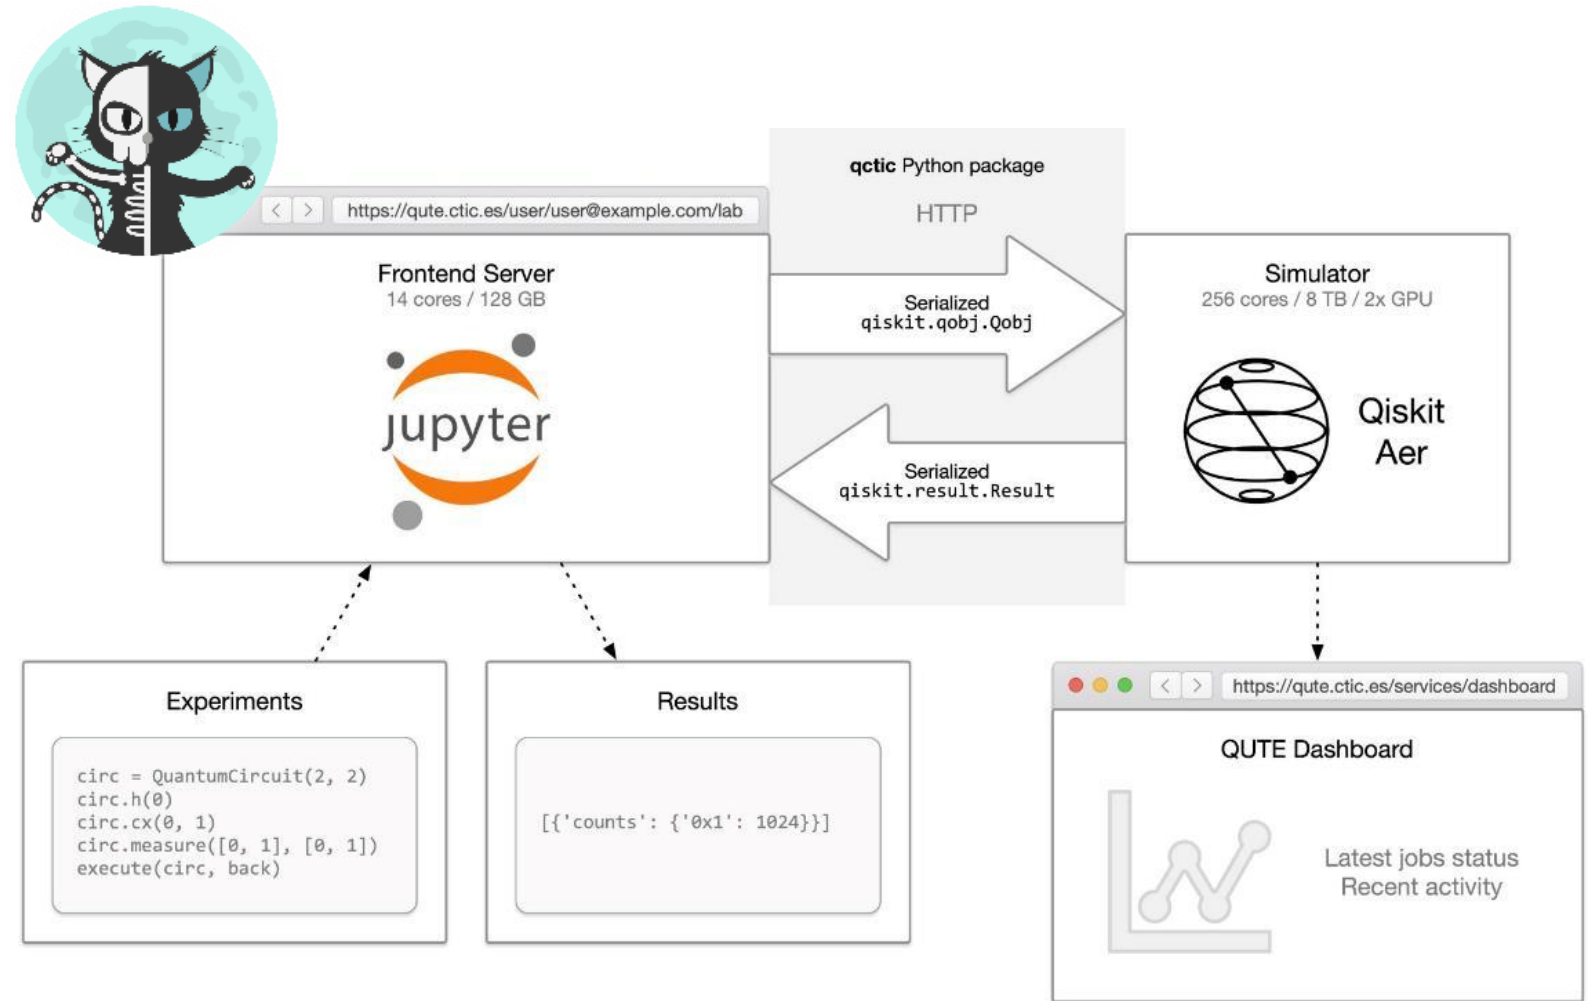 https://qute.ctic.es/user/user@example.com/lab
Frontend Server
14 cores / 128 GB
jupyter
qctic Python package
HTTP
Serialized
qiskit.qobj.Qobj
Serialized
qiskit.result.Result
Simulator
256 cores / 8 TB / 2x GPU
Qiskit
Aer
Experiments
circ = QuantumCircuit(2, 2)
circ.h(0)
circ.cx(0, 1)
circ.measure([0, 1], [0, 1])
execute(circ, back)
Results
[{'counts': {'0x1': 1024}}]
https://qute.ctic.es/services/dashboard
QUTE Dashboard
Latest jobs status
Recent activity